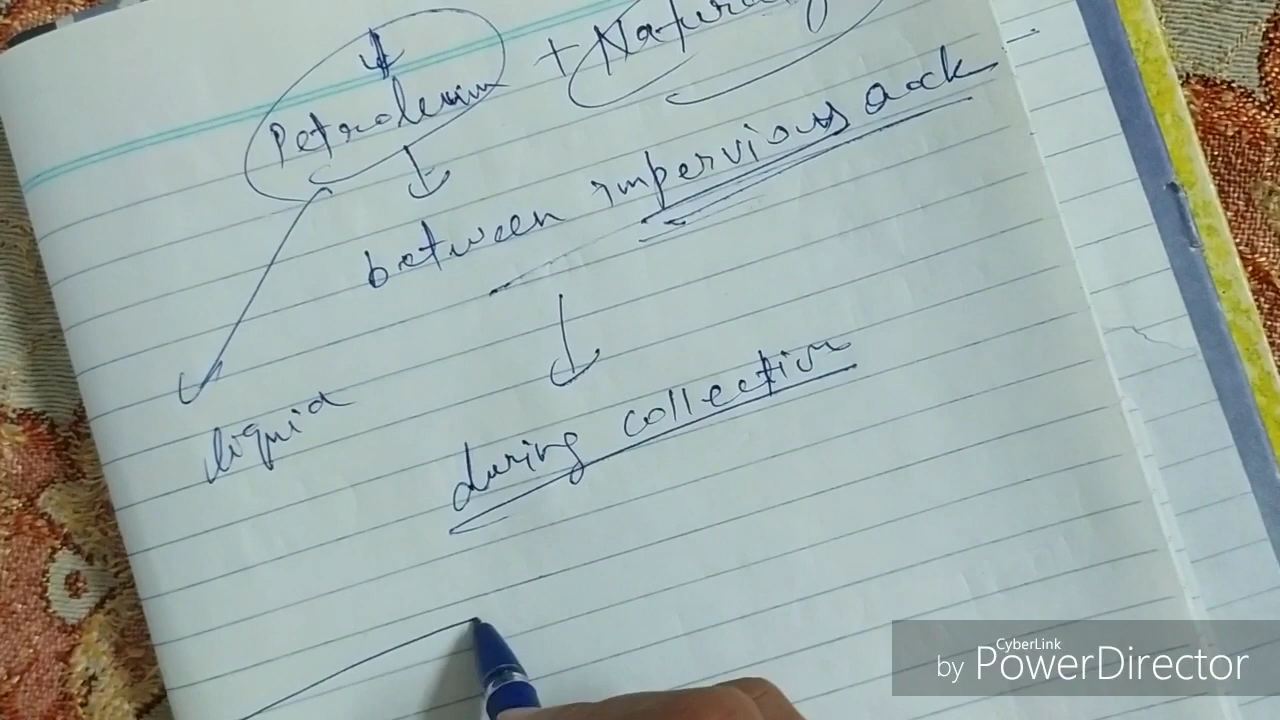 Petroleum + Natural
between impervious rock
liquid
during collection
CyberLink
by PowerDirector